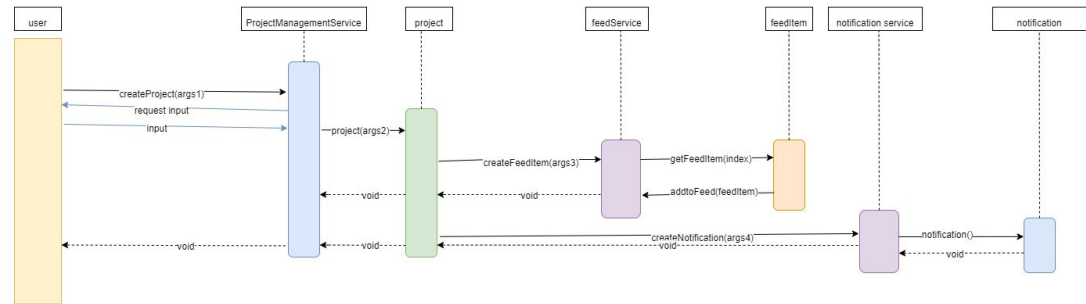 user
ProjectManagementService
project
feedService
feedItem
notification service
notification
createProject(args1)
request input
input
project(args2)
createFeedItem(args3)
getFeedItem(index)
void
void
addtoFeed(feedItem)
createNotification(args4)
notification()
void
void
void
void